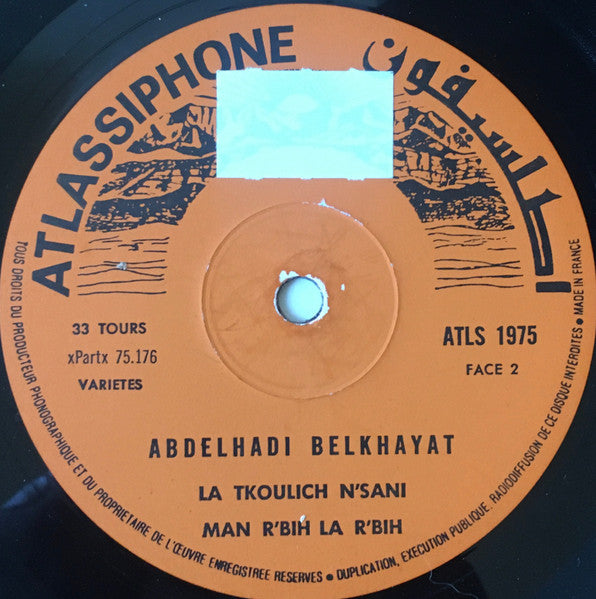 ATLASSIPHONE
اطلسيفون
33 TOURS
xPartx 75.176
VARIETES
ATLS 1975
FACE 2
ABDELHADI BELKHAYAT
LA TKOULICH N'SANI
MAN R'BIH LA R'BIH
TOUS DROITS DU PRODUCTEUR PHONOGRAPHIQUE ET DU PROPRIETAIRE DE L'ŒUVRE ENREGISTREE RESERVES ● DUPLICATION, EXECUTION PUBLIQUE, RADIODIFFUSION DE CE DISQUE INTERDITES ● MADE IN FRANCE